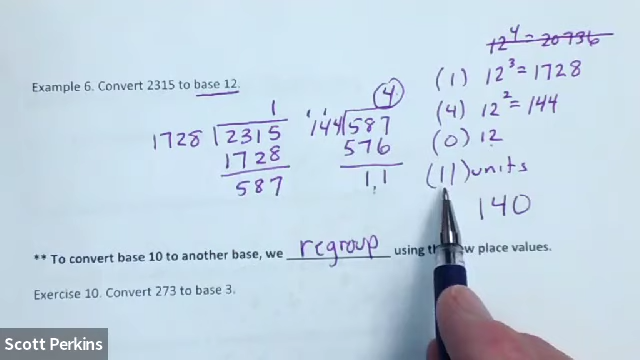 12⁴ = 20736
Example 6. Convert 2315 to base 12.
(1) 12³ = 1728
1
4
1728 2315
144 587
(4) 12² = 144
1728
576
(0) 12
587
11
(11) units
140
** To convert base 10 to another base, we regroup using the new place values.
Exercise 10. Convert 273 to base 3.
Scott Perkins